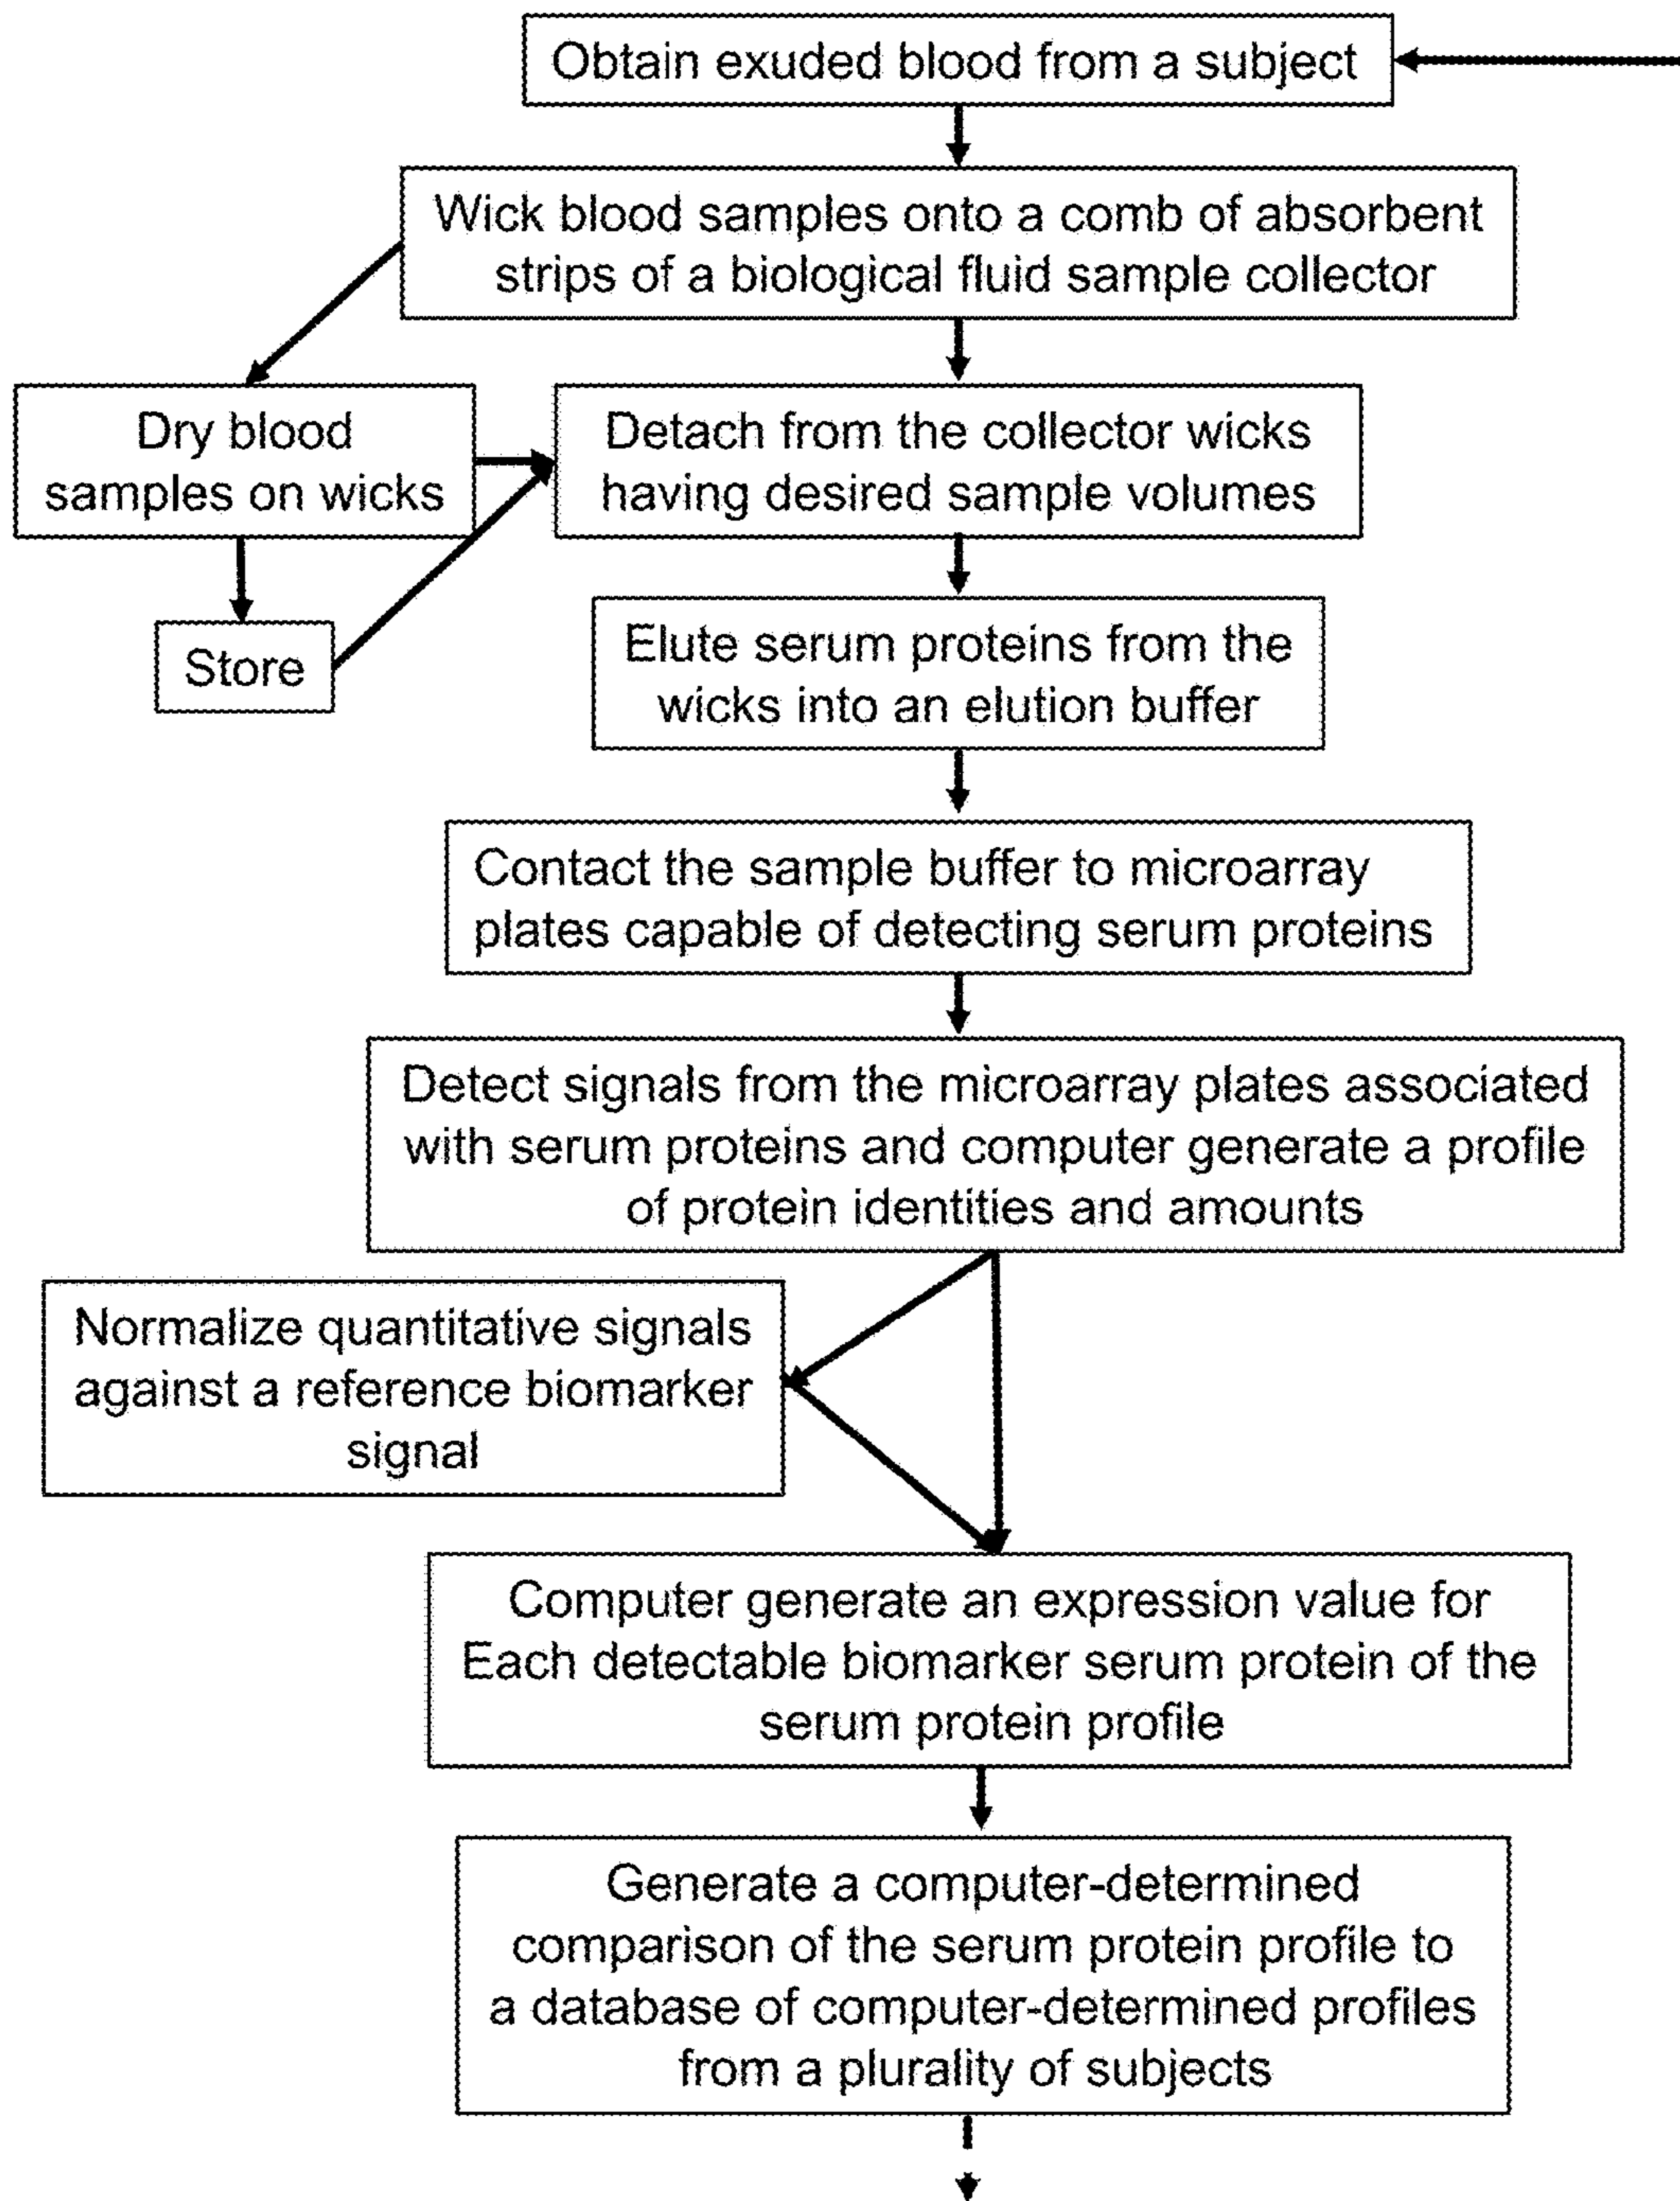 Obtain exuded blood from a subject
Wick blood samples onto a comb of absorbent
strips of a biological fluid sample collector
Dry blood
samples on wicks
Detach from the collector wicks
having desired sample volumes
Store
Elute serum proteins from the
wicks into an elution buffer
Contact the sample buffer to microarray
plates capable of detecting serum proteins
Detect signals from the microarray plates associated
with serum proteins and computer generate a profile
of protein identities and amounts
Normalize quantitative signals
against a reference biomarker
signal
Computer generate an expression value for
Each detectable biomarker serum protein of the
serum protein profile
Generate a computer-determined
comparison of the serum protein profile to
a database of computer-determined profiles
from a plurality of subjects